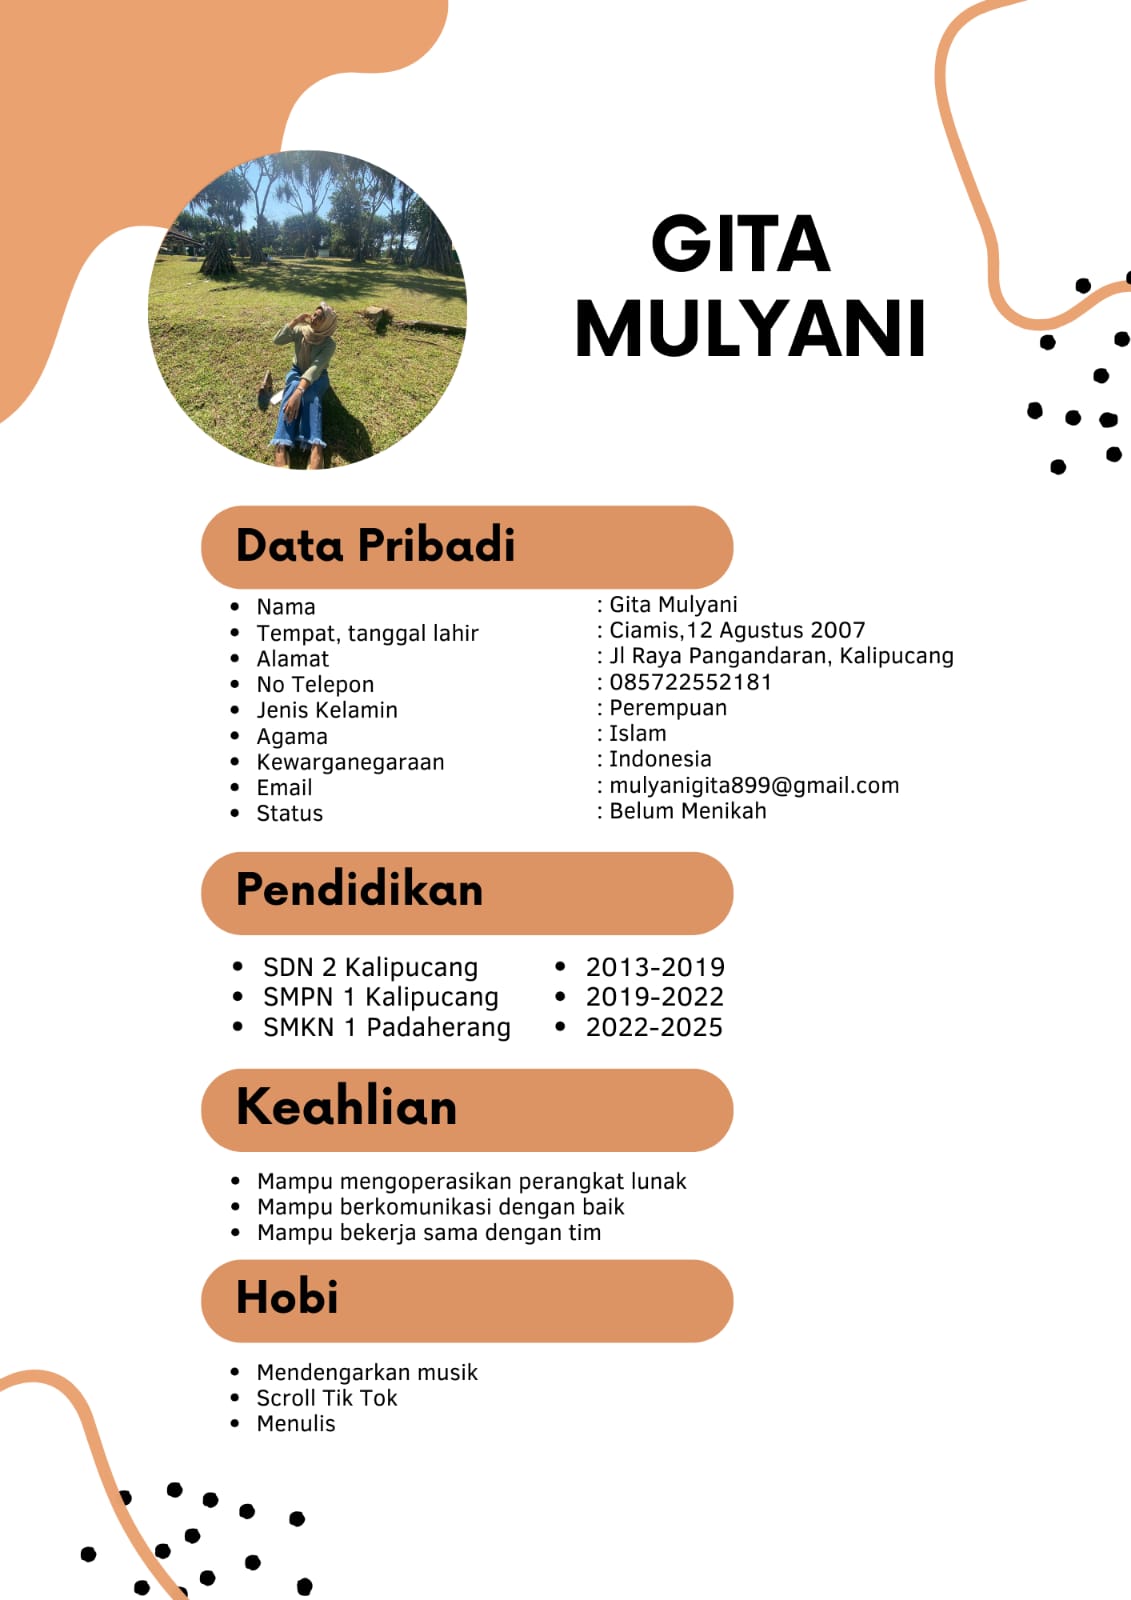 GITA
MULYANI
Data Pribadi
• Nama : Gita Mulyani
• Tempat, tanggal lahir : Ciamis,12 Agustus 2007
• Alamat : Jl Raya Pangandaran, Kalipucang
• No Telepon : 085722552181
• Jenis Kelamin : Perempuan
• Agama : Islam
• Kewarganegaraan : Indonesia
• Email : mulyanigita899@gmail.com
• Status : Belum Menikah
Pendidikan
• SDN 2 Kalipucang • 2013-2019
• SMPN 1 Kalipucang • 2019-2022
• SMKN 1 Padaherang • 2022-2025
Keahlian
• Mampu mengoperasikan perangkat lunak
• Mampu berkomunikasi dengan baik
• Mampu bekerja sama dengan tim
Hobi
• Mendengarkan musik
• Scroll Tik Tok
• Menulis